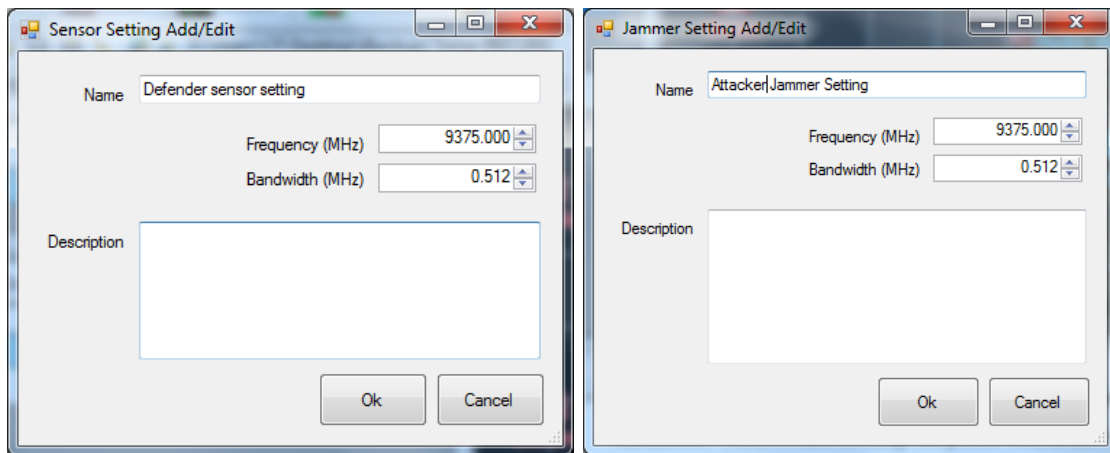 Sensor Setting Add/Edit
Name Defender sensor setting
Frequency (MHz) 9375.000
Bandwidth (MHz) 0.512
Description
Ok Cancel
Jammer Setting Add/Edit
Name Attacker Jammer Setting
Frequency (MHz) 9375.000
Bandwidth (MHz) 0.512
Description
Ok Cancel